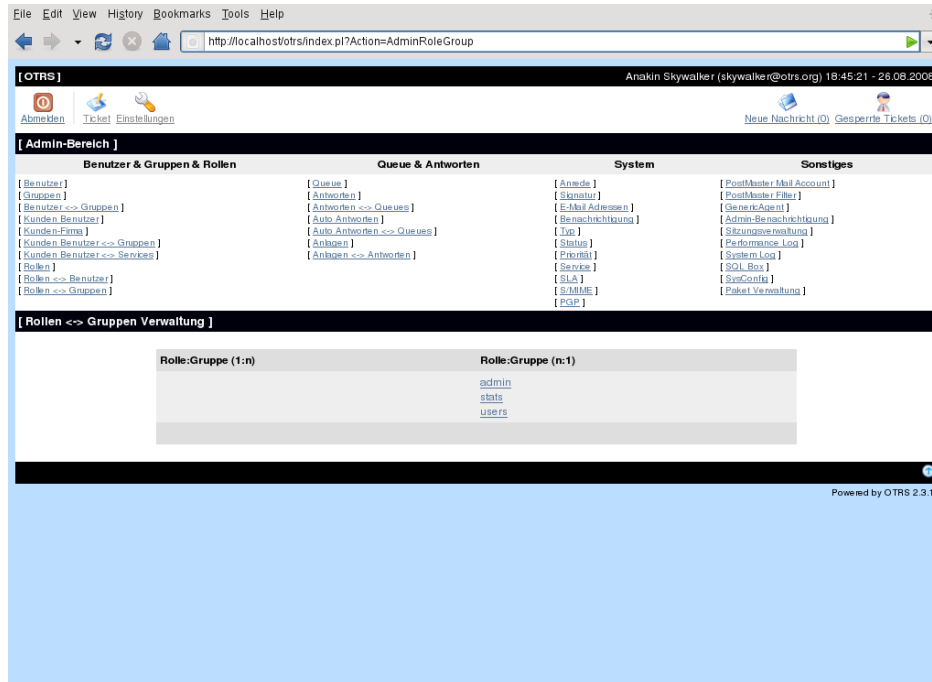 File Edit View History Bookmarks Tools Help
http://localhost/otrs/index.pl?Action=AdminRoleGroup
[ OTRS ] Anakin Skywalker (skywalker@otrs.org) 18:45:21 - 26.08.2008
Abmelden Ticket Einstellungen Neue Nachricht (0) Gesperrte Tickets (0)
[ Admin-Bereich ]
Benutzer & Gruppen & Rollen Queue & Antworten System Sonstiges
[ Benutzer ] [ Queue ] [ Anrede ] [ PostMaster Mail Account ]
[ Gruppen ] [ Antworten ] [ Signatur ] [ PostMaster Filter ]
[ Benutzer <-> Gruppen ] [ Antworten <-> Queues ] [ E-Mail Adressen ] [ GenericAgent ]
[ Kunden Benutzer ] [ Auto Antworten ] [ Benachrichtigung ] [ Admin-Benachrichtigung ]
[ Kunden-Firma ] [ Auto Antworten <-> Queues ] [ Typ ] [ Sitzungsverwaltung ]
[ Kunden Benutzer <-> Gruppen ] [ Anlagen ] [ Status ] [ Performance Log ]
[ Kunden Benutzer <-> Services ] [ Anlagen <-> Antworten ] [ Priorität ] [ System Log ]
[ Rollen ] [ Service ] [ SQL Box ]
[ Rollen <-> Benutzer ] [ SLA ] [ SysConfig ]
[ Rollen <-> Gruppen ] [ S/MIME ] [ Paket Verwaltung ]
[ PGP ]
[ Rollen <-> Gruppen Verwaltung ]
Rolle:Gruppe (1:n) Rolle:Gruppe (n:1)
admin
stats
users
Powered by OTRS 2.3.1